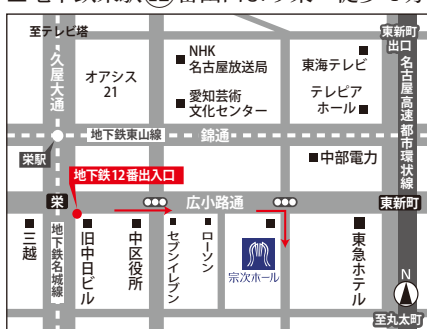 至テレビ塔
東新町
出口
NHK
名古屋放送局
東海テレビ
久屋大通
オアシス
21
愛知芸術
文化センター
テレピア
ホール
名古屋高速都市環状線
地下鉄東山線
錦通
栄駅
中部電力
地下鉄12番出入口
栄
広小路通
東新町
三越
地下鉄名城線
旧中日ビル
中区役所
セブンイレブン
ローソン
宗次ホール
東急ホテル
N
至丸太町